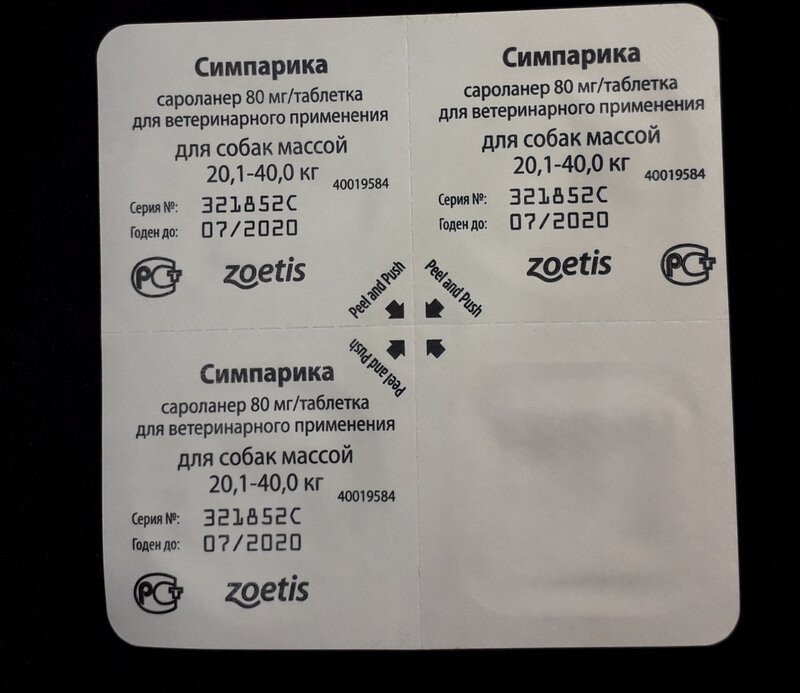 Симпарика
сароланер 80 мг/таблетка
для ветеринарного применения
для собак массой
20,1-40,0 кг
40019584
Серия №: 321852C
Годен до: 07/2020
РСТ zoetis
Peel and Push
Симпарика
сароланер 80 мг/таблетка
для ветеринарного применения
для собак массой
20,1-40,0 кг
40019584
Серия №: 321852C
Годен до: 07/2020
zoetis РСТ
Peel and Push
Симпарика
сароланер 80 мг/таблетка
для ветеринарного применения
для собак массой
20,1-40,0 кг
40019584
Серия №: 321852C
Годен до: 07/2020
РСТ zoetis
Peel and Push